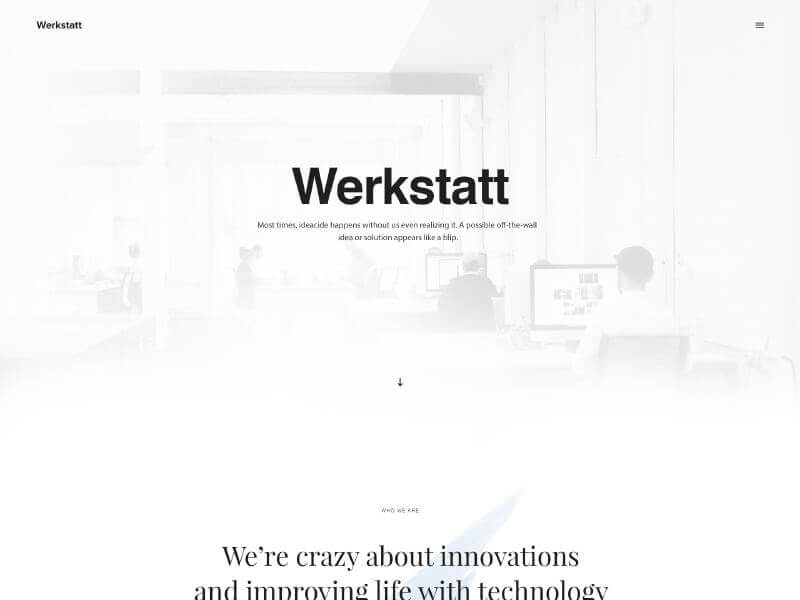 Werkstatt
Werkstatt
Most times, ideacide happens without us even realizing it. A possible off-the-wall
idea or solution appears like a blip.
WHO WE ARE
We’re crazy about innovations
and improving life with technology